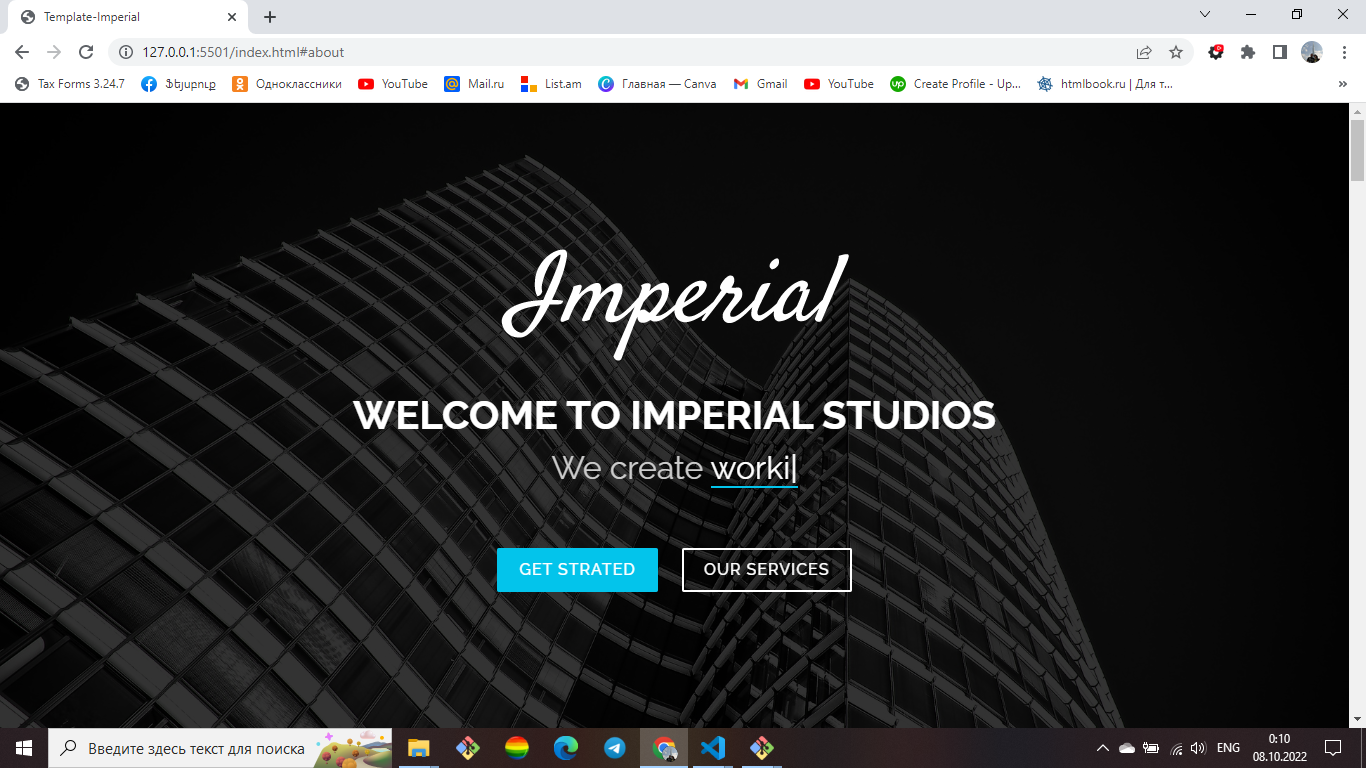 Template-Imperial
127.0.0.1:5501/index.html#about
Tax Forms 3.24.7 Ֆեյսբուք Одноклассники YouTube Mail.ru List.am Главная — Canva Gmail YouTube up Create Profile - Up... htmlbook.ru | Для т... »
Imperial
WELCOME TO IMPERIAL STUDIOS
We create worki|
GET STRATED OUR SERVICES
Введите здесь текст для поиска
ENG
0:10
08.10.2022